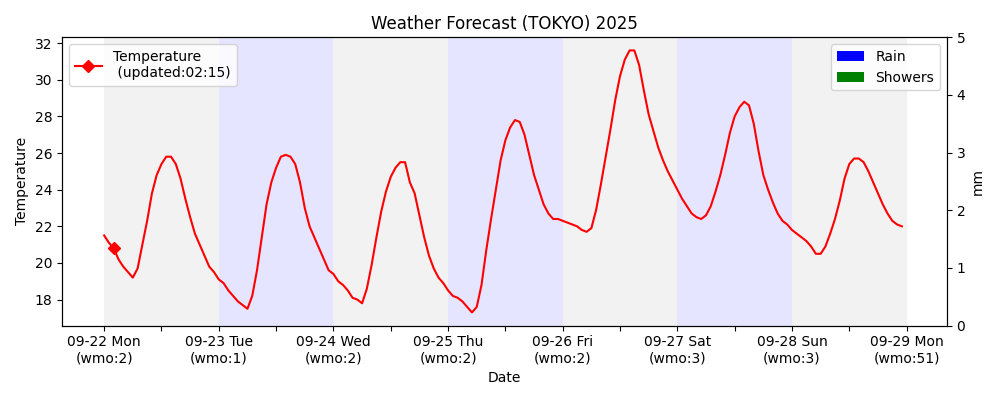 Weather Forecast (TOKYO) 2025
Temperature
(updated:02:15)
Rain
Showers
Temperature
32
30
28
26
24
22
20
18
5
4
3
2
1
0
mm
09-22 Mon
(wmo:2)
09-23 Tue
(wmo:1)
09-24 Wed
(wmo:2)
09-25 Thu
(wmo:2)
09-26 Fri
(wmo:2)
09-27 Sat
(wmo:3)
09-28 Sun
(wmo:3)
09-29 Mon
(wmo:51)
Date